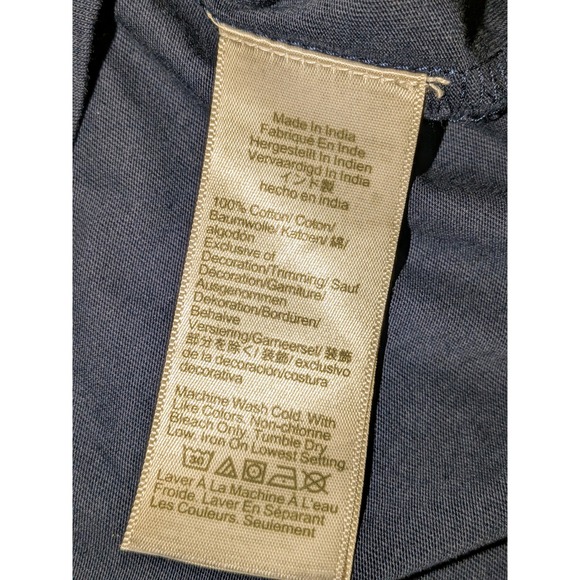 Made in India
Fabriqué En Inde
Hergestellt In Indien
Vervaardigd In India
インド製
hecho en India
100% Cotton/ Coton/
Baumwolle/ Katoen/ 綿/
algodón
Exclusive of
Decoration/Trimming/ Sauf
Décoration/Garniture/
Ausgenommen
Dekoration/Bordüren/
Behalve
Versiering/Garneersel/ 装飾
部分を除く/ 装飾/ exclusivo
de la decoración/costura
decorativa
Machine Wash Cold. With
Like Colors. Non-chlorine
Bleach Only. Tumble Dry
Low. Iron On Lowest Setting.
30
Laver À La Machine À L'eau
Froide. Laver En Séparant
Les Couleurs. Seulement